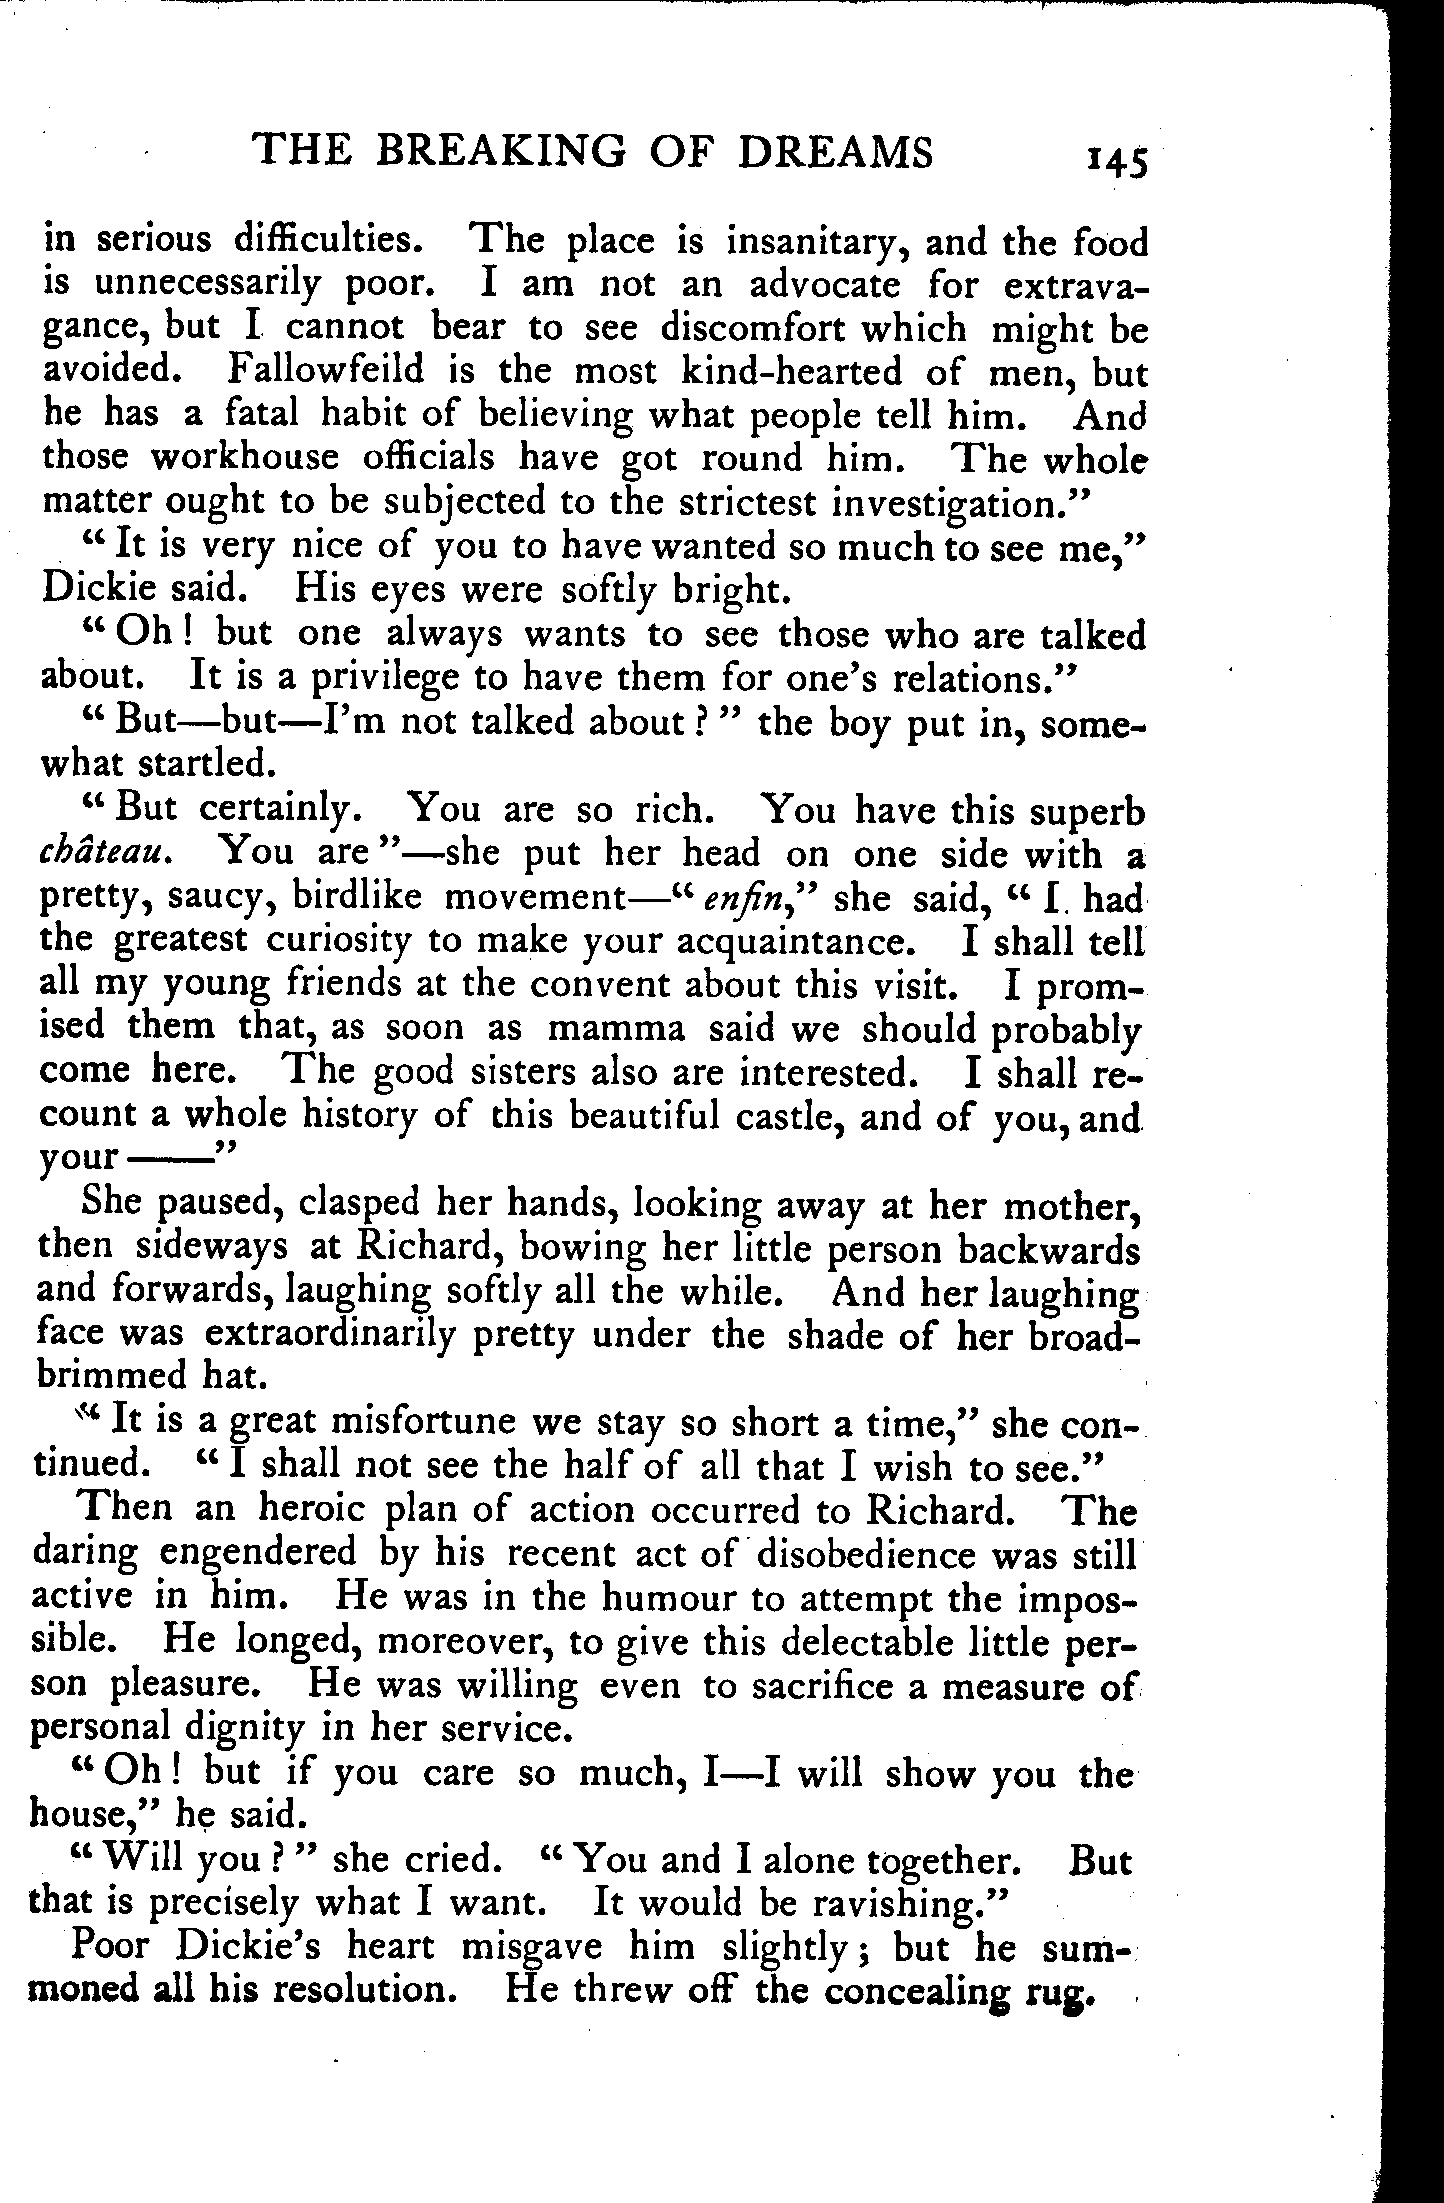 THE BREAKING OF DREAMS 145
in serious difficulties. The place is insanitary, and the food
is unnecessarily poor. I am not an advocate for extrava-
gance, but I cannot bear to see discomfort which might be
avoided. Fallowfeild is the most kind-hearted of men, but
he has a fatal habit of believing what people tell him. And
those workhouse officials have got round him. The whole
matter ought to be subjected to the strictest investigation.”
“ It is very nice of you to have wanted so much to see me,”
Dickie said. His eyes were softly bright.
“ Oh ! but one always wants to see those who are talked
about. It is a privilege to have them for one’s relations.”
“ But—but—I’m not talked about ? ” the boy put in, some-
what startled.
“ But certainly. You are so rich. You have this superb
château. You are ”—she put her head on one side with a
pretty, saucy, birdlike movement—“ enfin,” she said, “ I had
the greatest curiosity to make your acquaintance. I shall tell
all my young friends at the convent about this visit. I prom-
ised them that, as soon as mamma said we should probably
come here. The good sisters also are interested. I shall re-
count a whole history of this beautiful castle, and of you, and
your ——”
She paused, clasped her hands, looking away at her mother,
then sideways at Richard, bowing her little person backwards
and forwards, laughing softly all the while. And her laughing
face was extraordinarily pretty under the shade of her broad-
brimmed hat.
“ It is a great misfortune we stay so short a time,” she con-
tinued. “ I shall not see the half of all that I wish to see.”
Then an heroic plan of action occurred to Richard. The
daring engendered by his recent act of disobedience was still
active in him. He was in the humour to attempt the impos-
sible. He longed, moreover, to give this delectable little per-
son pleasure. He was willing even to sacrifice a measure of
personal dignity in her service.
“ Oh ! but if you care so much, I—I will show you the
house,” he said.
“ Will you ? ” she cried. “ You and I alone together. But
that is precisely what I want. It would be ravishing.”
Poor Dickie’s heart misgave him slightly ; but he sum-
moned all his resolution. He threw off the concealing rug.